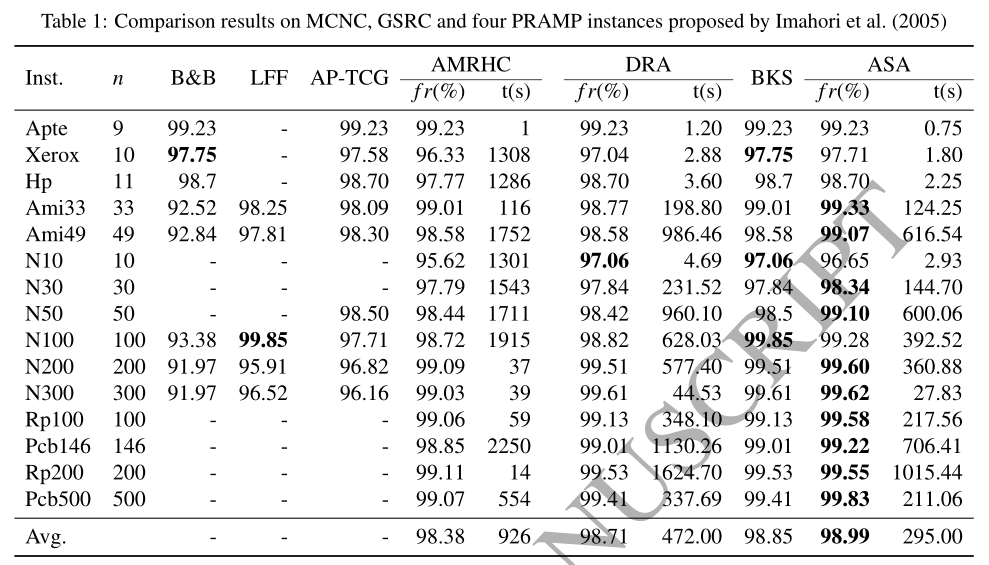 Table 1: Comparison results on MCNC, GSRC and four PRAMP instances proposed by Imahori et al. (2005)
Inst. n B&B LFF AP-TCG AMRHC DRA BKS ASA
fr(%) t(s) fr(%) t(s) fr(%) t(s)
Apte 9 99.23 - 99.23 99.23 1 99.23 1.20 99.23 99.23 0.75
Xerox 10 97.75 - 97.58 96.33 1308 97.04 2.88 97.75 97.71 1.80
Hp 11 98.7 - 98.70 97.77 1286 98.70 3.60 98.7 98.70 2.25
Ami33 33 92.52 98.25 98.09 99.01 116 98.77 198.80 99.01 99.33 124.25
Ami49 49 92.84 97.81 98.30 98.58 1752 98.58 986.46 98.58 99.07 616.54
N10 10 - - - 95.62 1301 97.06 4.69 97.06 96.65 2.93
N30 30 - - - 97.79 1543 97.84 231.52 97.84 98.34 144.70
N50 50 - - 98.50 98.44 1711 98.42 960.10 98.5 99.10 600.06
N100 100 93.38 99.85 97.71 98.72 1915 98.82 628.03 99.85 99.28 392.52
N200 200 91.97 95.91 96.82 99.09 37 99.51 577.40 99.51 99.60 360.88
N300 300 91.97 96.52 96.16 99.03 39 99.61 44.53 99.61 99.62 27.83
Rp100 100 - - - 99.06 59 99.13 348.10 99.13 99.58 217.56
Pcb146 146 - - - 98.85 2250 99.01 1130.26 99.01 99.22 706.41
Rp200 200 - - - 99.11 14 99.53 1624.70 99.53 99.55 1015.44
Pcb500 500 - - - 99.07 554 99.41 337.69 99.41 99.83 211.06
Avg. - - - 98.38 926 98.71 472.00 98.85 98.99 295.00
NUSCRIPT